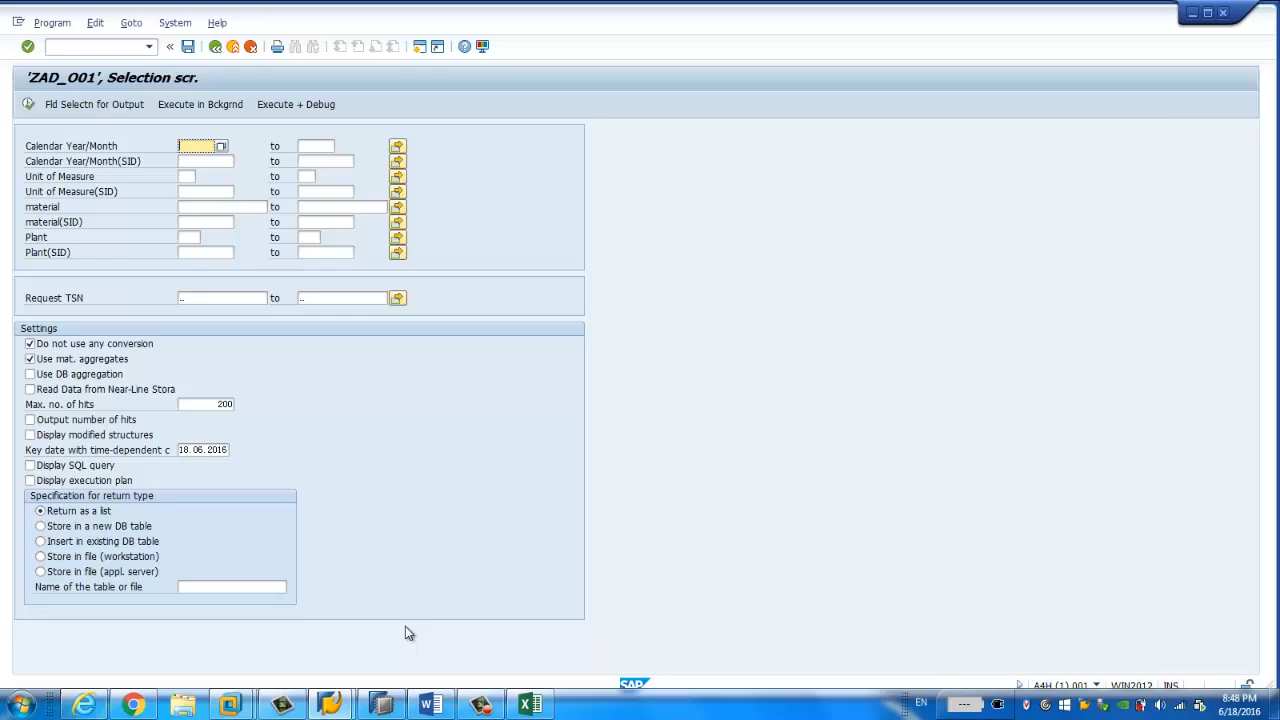 Program Edit Goto System Help
'ZAD_O01', Selection scr.
Fld Selectn for Output Execute in Bckgrnd Execute + Debug
Calendar Year/Month to
Calendar Year/Month(SID) to
Unit of Measure to
Unit of Measure(SID) to
material to
material(SID) to
Plant to
Plant(SID) to
Request TSN .. to ..
Settings
Do not use any conversion
Use mat. aggregates
Use DB aggregation
Read Data from Near-Line Stora
Max. no. of hits 200
Output number of hits
Display modified structures
Key date with time-dependent c 18.06.2016
Display SQL query
Display execution plan
Specification for return type
Return as a list
Store in a new DB table
Insert in existing DB table
Store in file (workstation)
Store in file (appl. server)
Name of the table or file
SAP
A4H (1) 001 WIN2012 INS
EN
8:48 PM
6/18/2016